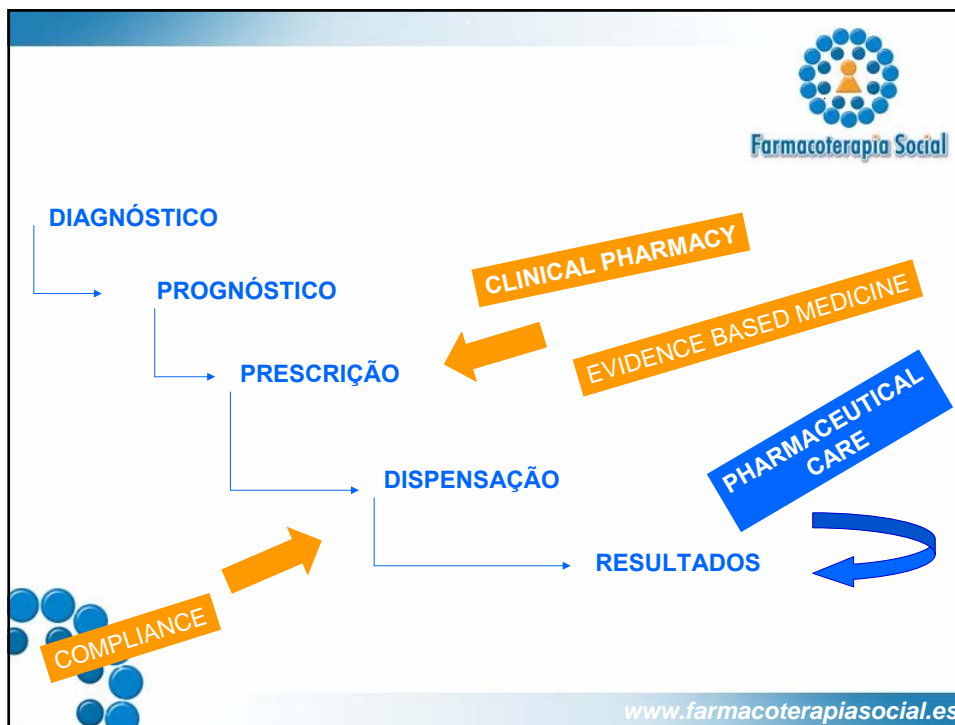 Farmacoterapia Social
DIAGNÓSTICO
CLINICAL PHARMACY
PROGNÓSTICO
EVIDENCE BASED MEDICINE
PRESCRIÇÃO
PHARMACEUTICAL
CARE
DISPENSAÇÃO
RESULTADOS
COMPLIANCE
www.farmacoterapiasocial.es